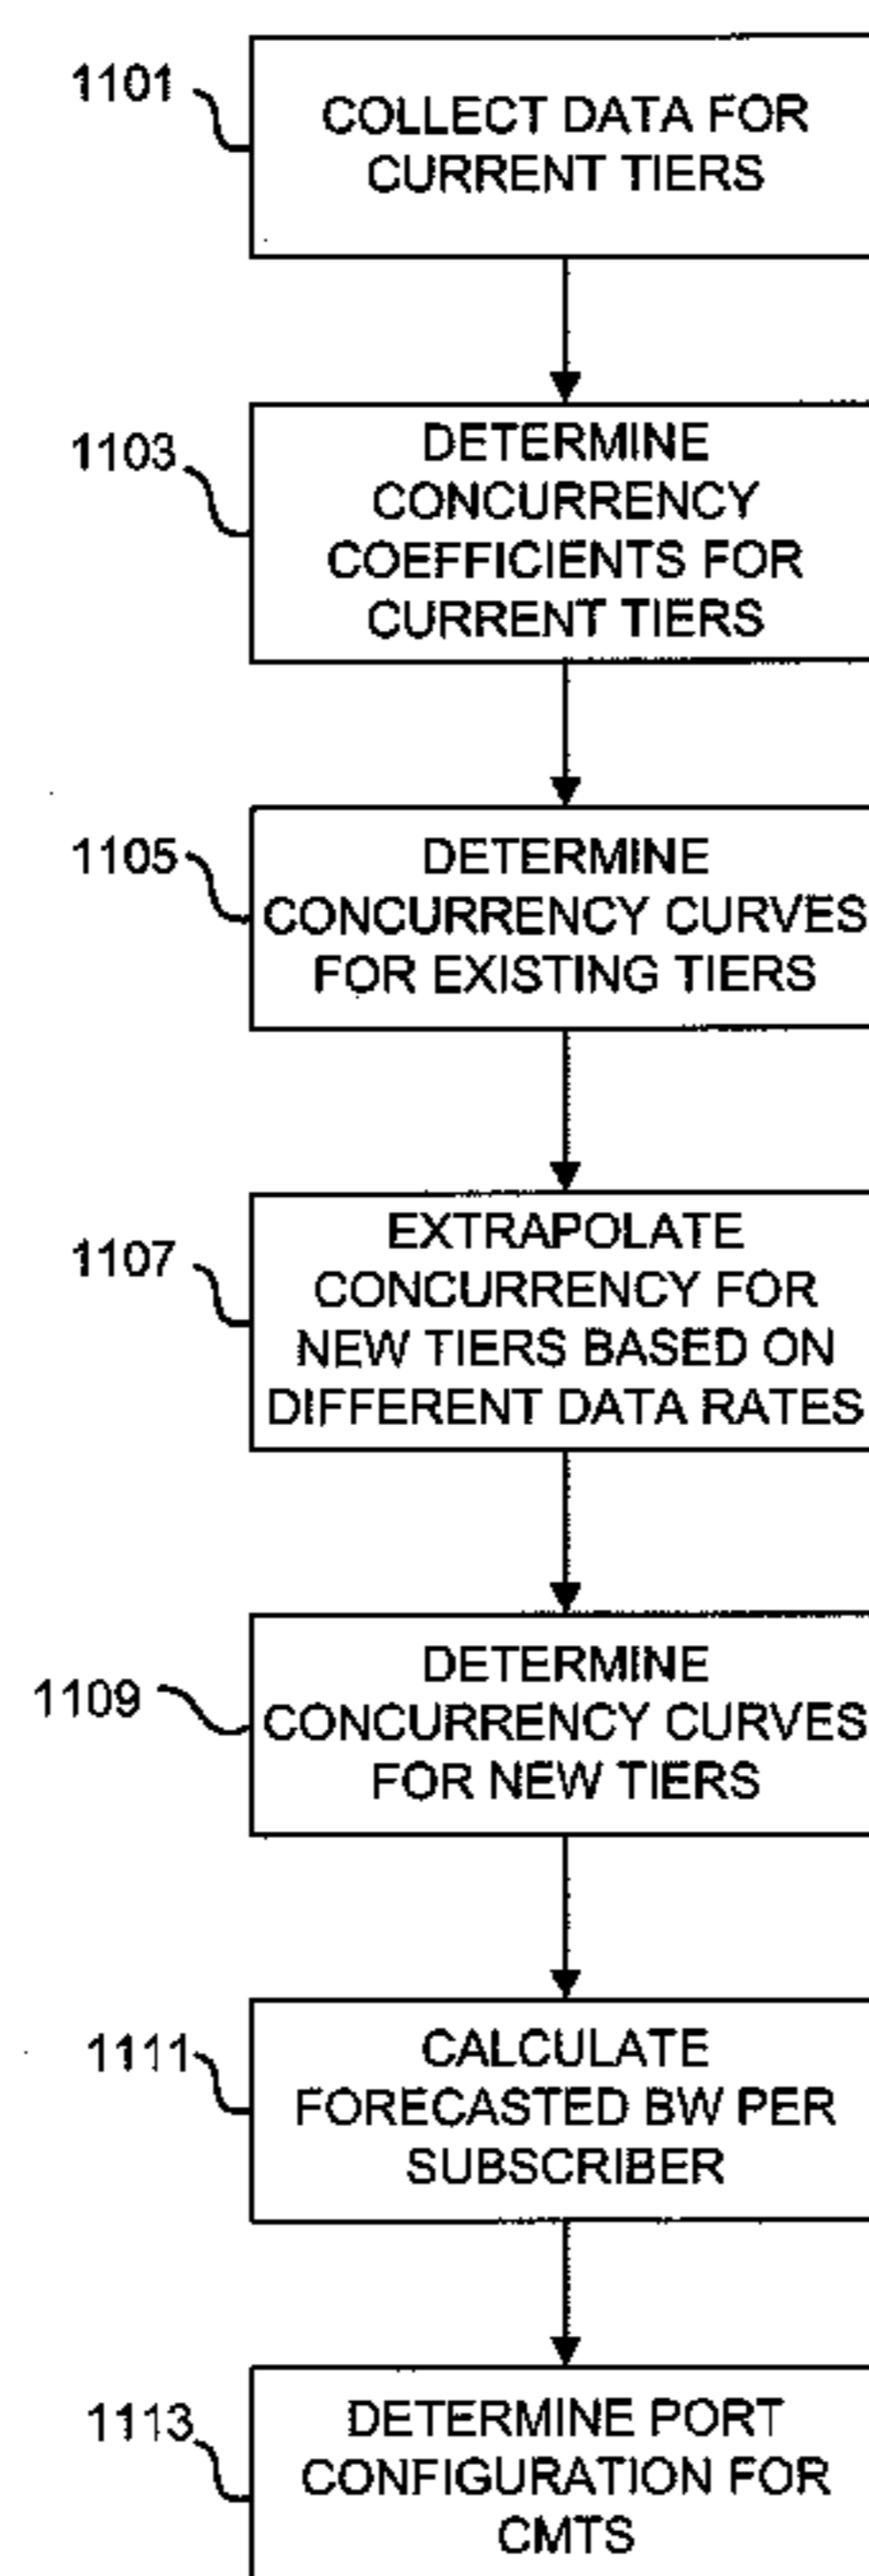 1101
COLLECT DATA FOR
CURRENT TIERS
1103
DETERMINE
CONCURRENCY
COEFFICIENTS FOR
CURRENT TIERS
1105
DETERMINE
CONCURRENCY CURVES
FOR EXISTING TIERS
1107
EXTRAPOLATE
CONCURRENCY FOR
NEW TIERS BASED ON
DIFFERENT DATA RATES
1109
DETERMINE
CONCURRENCY CURVES
FOR NEW TIERS
1111
CALCULATE
FORECASTED BW PER
SUBSCRIBER
1113
DETERMINE PORT
CONFIGURATION FOR
CMTS